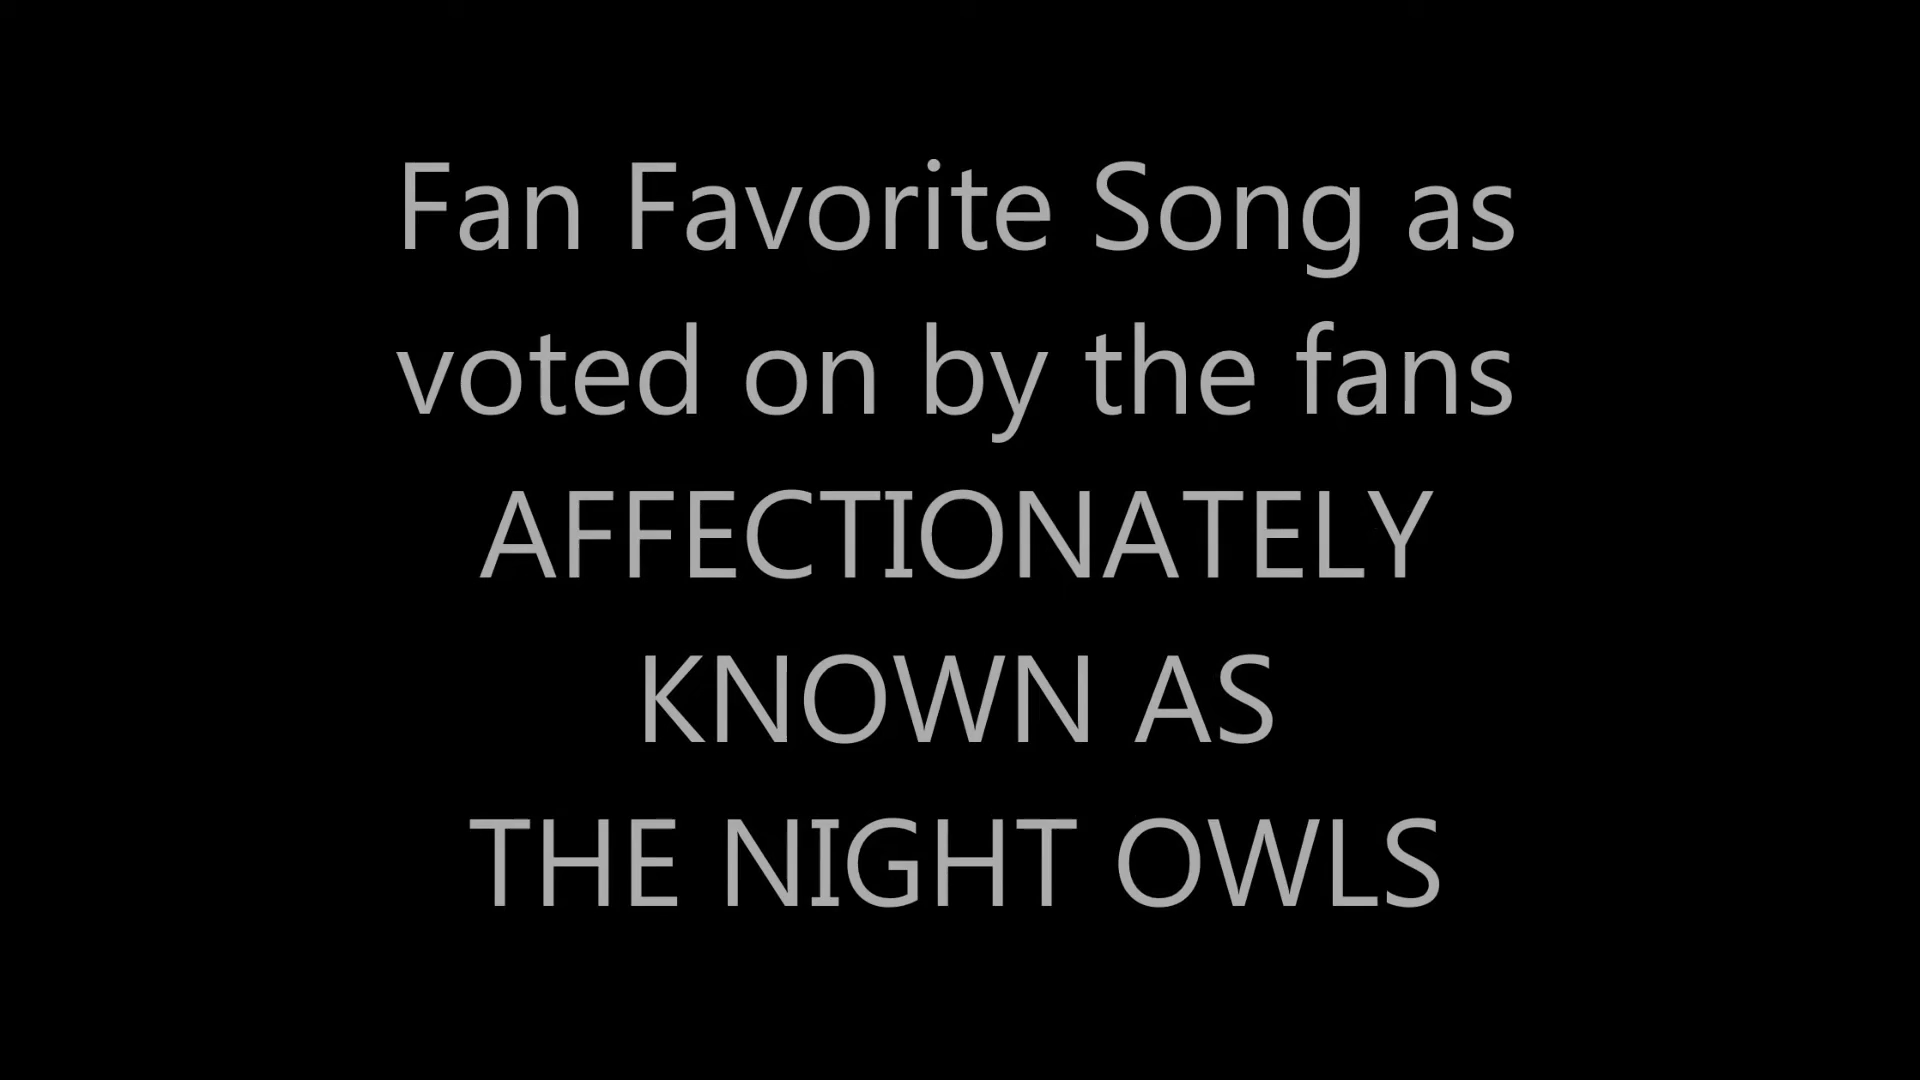 Fan Favorite Song as
voted on by the fans
AFFECTIONATELY
KNOWN AS
THE NIGHT OWLS